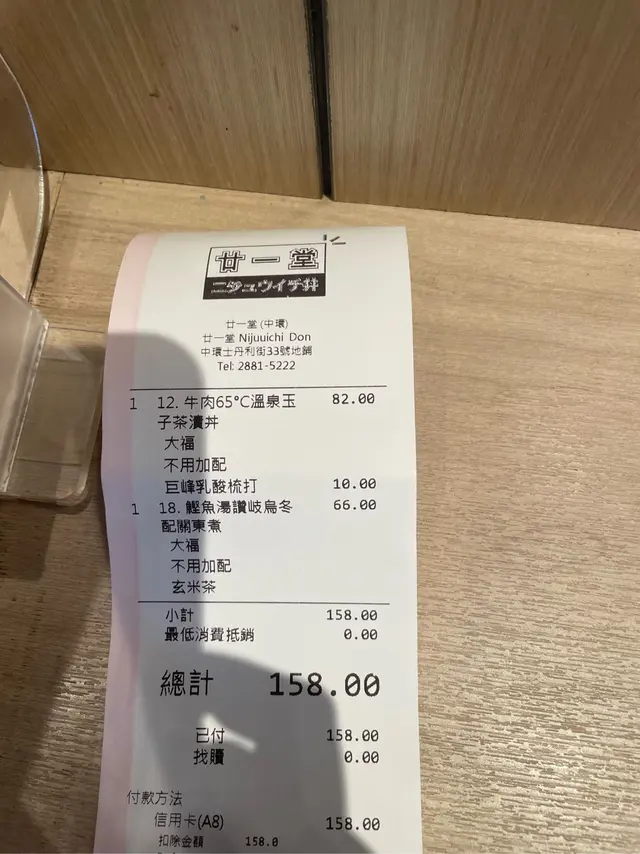 廿一堂
二ジュウイチ丼
廿一堂 (中環)
廿一堂 Nijuuichi Don
中環士丹利街33號地鋪
Tel: 2881-5222
1 12. 牛肉65°C溫泉玉 82.00
子茶漬丼
大福
不用加配
巨峰乳酸梳打 10.00
1 18. 鰹魚湯讚岐烏冬 66.00
配關東煮
大福
不用加配
玄米茶
小計 158.00
最低消費抵銷 0.00
總計 158.00
已付 158.00
找贖 0.00
付款方法
信用卡(A8) 158.00
扣除金額 158.0